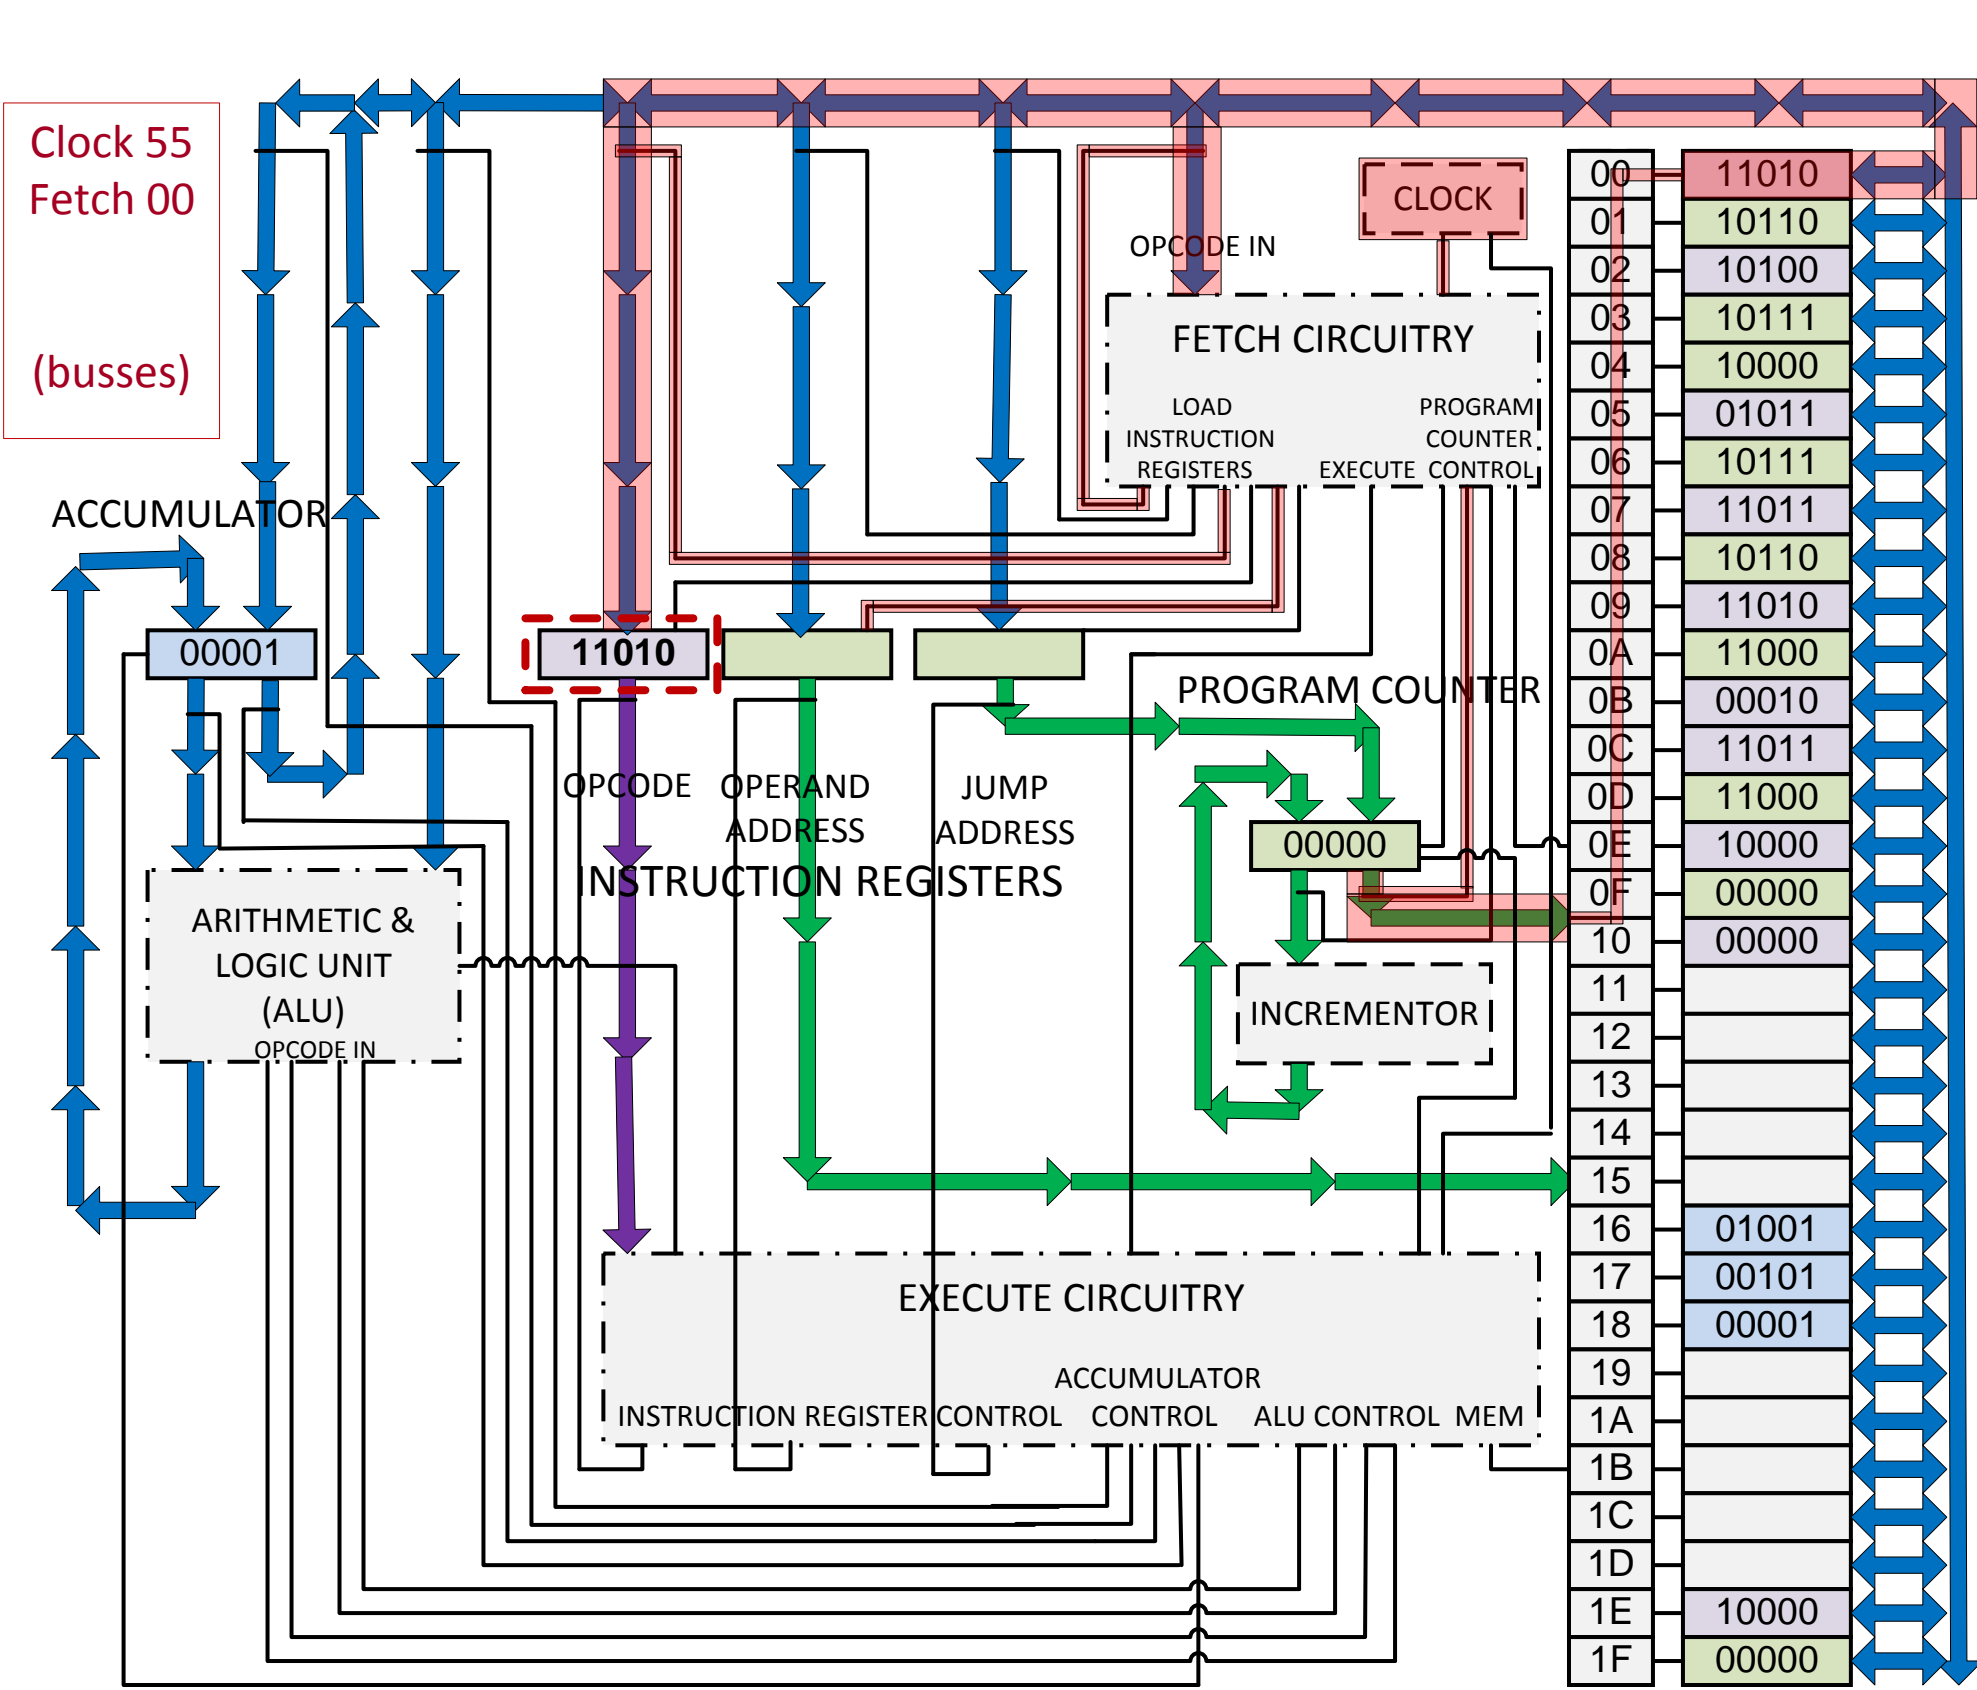 Clock 55
Fetch 00
(busses)
CLOCK
OPCODE IN
FETCH CIRCUITRY
LOAD
INSTRUCTION
REGISTERS
EXECUTE
PROGRAM
COUNTER
CONTROL
ACCUMULATOR
00001
11010
PROGRAM COUNTER
OPCODE
OPERAND
ADDRESS
JUMP
ADDRESS
INSTRUCTION REGISTERS
00000
INCREMENTOR
ARITHMETIC &
LOGIC UNIT
(ALU)
OPCODE IN
EXECUTE CIRCUITRY
INSTRUCTION REGISTER CONTROL
ACCUMULATOR
CONTROL
ALU CONTROL
MEM
00 11010
01 10110
02 10100
03 10111
04 10000
05 01011
06 10111
07 11011
08 10110
09 11010
0A 11000
0B 00010
0C 11011
0D 11000
0E 10000
0F 00000
10 00000
11
12
13
14
15
16 01001
17 00101
18 00001
19
1A
1B
1C
1D
1E 10000
1F 00000